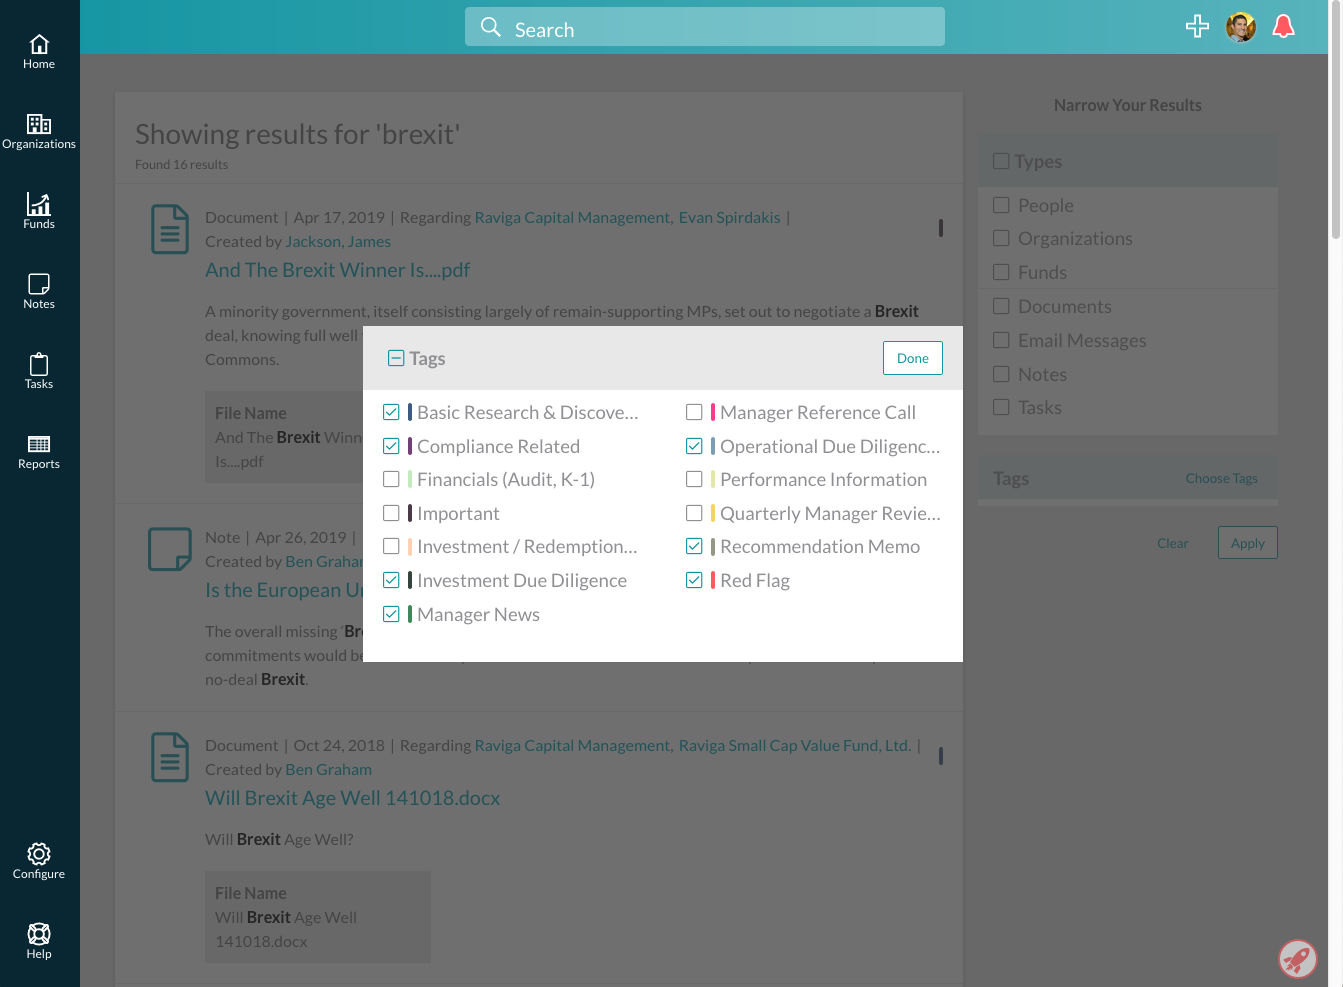 Search
Home
Organizations
Funds
Notes
Tasks
Reports
Configure
Help
Showing results for 'brexit'
Found 16 results
Document | Apr 17, 2019 | Regarding Raviga Capital Management, Evan Spirdakis |
Created by Jackson, James
And The Brexit Winner Is....pdf
A minority government, itself consisting largely of remain-supporting MPs, set out to negotiate a Brexit
deal, knowing full well
Commons.
File Name
And The Brexit Winn
Is....pdf
Note | Apr 26, 2019 |
Created by Ben Graha
Is the European U
The overall missing 'Br
commitments would be
no-deal Brexit.
Document | Oct 24, 2018 | Regarding Raviga Capital Management, Raviga Small Cap Value Fund, Ltd. |
Created by Ben Graham
Will Brexit Age Well 141018.docx
Will Brexit Age Well?
File Name
Will Brexit Age Well
141018.docx
Tags
Done
Basic Research & Discove...
Compliance Related
Financials (Audit, K-1)
Important
Investment / Redemption...
Investment Due Diligence
Manager News
Manager Reference Call
Operational Due Diligenc...
Performance Information
Quarterly Manager Revie...
Recommendation Memo
Red Flag
Narrow Your Results
Types
People
Organizations
Funds
Documents
Email Messages
Notes
Tasks
Tags
Choose Tags
Clear
Apply